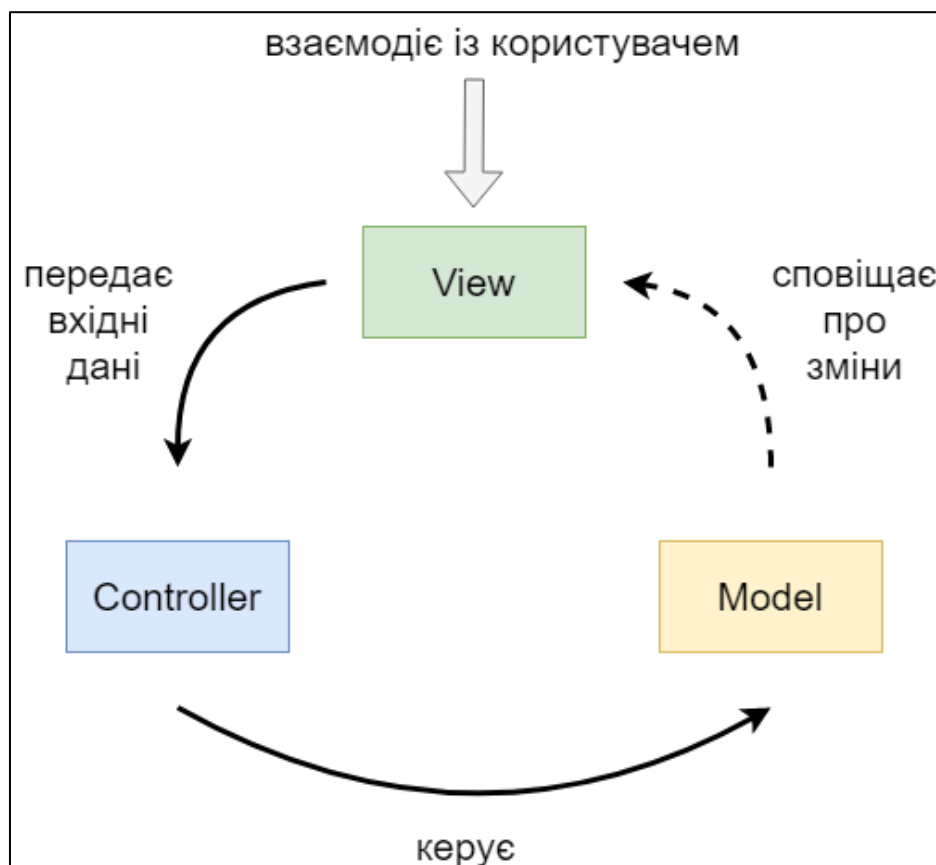 взаємодіє із користувачем
View
передає
вхідні
дані
сповіщає
про
зміни
Controller
Model
керує